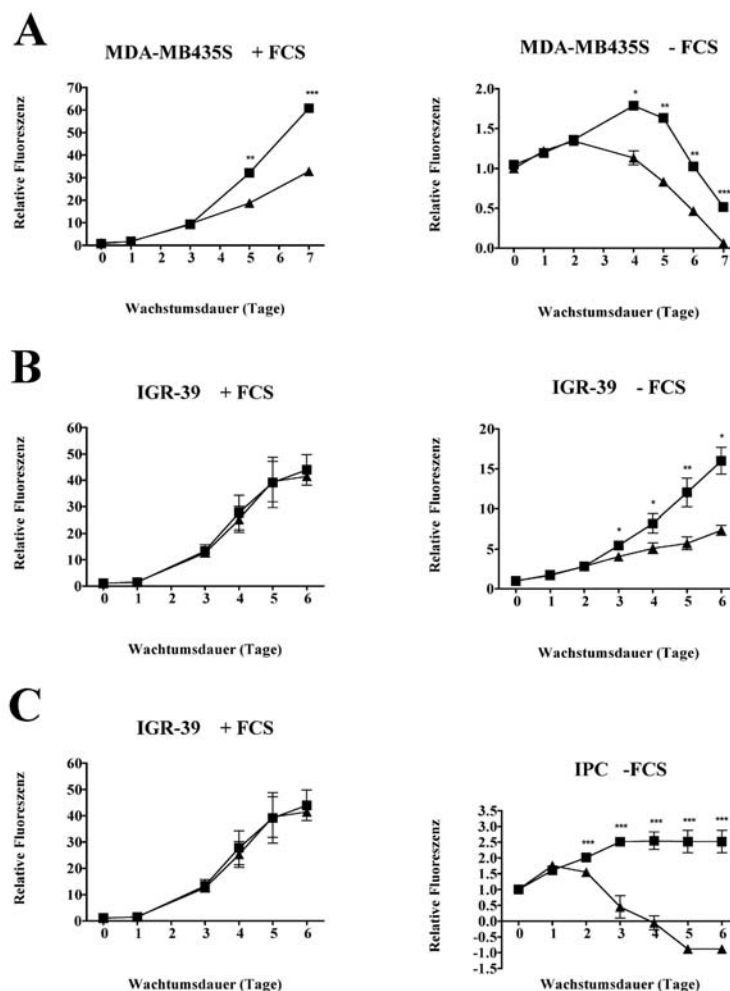 A
MDA-MB435S + FCS
Relative Fluoreszenz
70
60
50
40
30
20
10
0
** ***
0 1 2 3 4 5 6 7
Wachstumsdauer (Tage)
MDA-MB435S - FCS
Relative Fluoreszenz
2.0
1.5
1.0
0.5
0.0
* ** ** ***
0 1 2 3 4 5 6 7
Wachstumsdauer (Tage)
B
IGR-39 + FCS
Relative Fluoreszenz
60
50
40
30
20
10
0
0 1 2 3 4 5 6
Wachtumsdauer (Tage)
IGR-39 - FCS
Relative Fluoreszenz
20
15
10
5
0
* * ** *
0 1 2 3 4 5 6
Wachstumsdauer (Tage)
C
IGR-39 + FCS
Relative Fluoreszenz
60
50
40
30
20
10
0
0 1 2 3 4 5 6
Wachtumsdauer (Tage)
IPC -FCS
Relative Fluoreszenz
3.5
3.0
2.5
2.0
1.5
1.0
0.5
0.0
-0.5
-1.0
-1.5
*** *** *** *** ***
0 1 2 3 4 5 6
Wachstumsdauer (Tage)